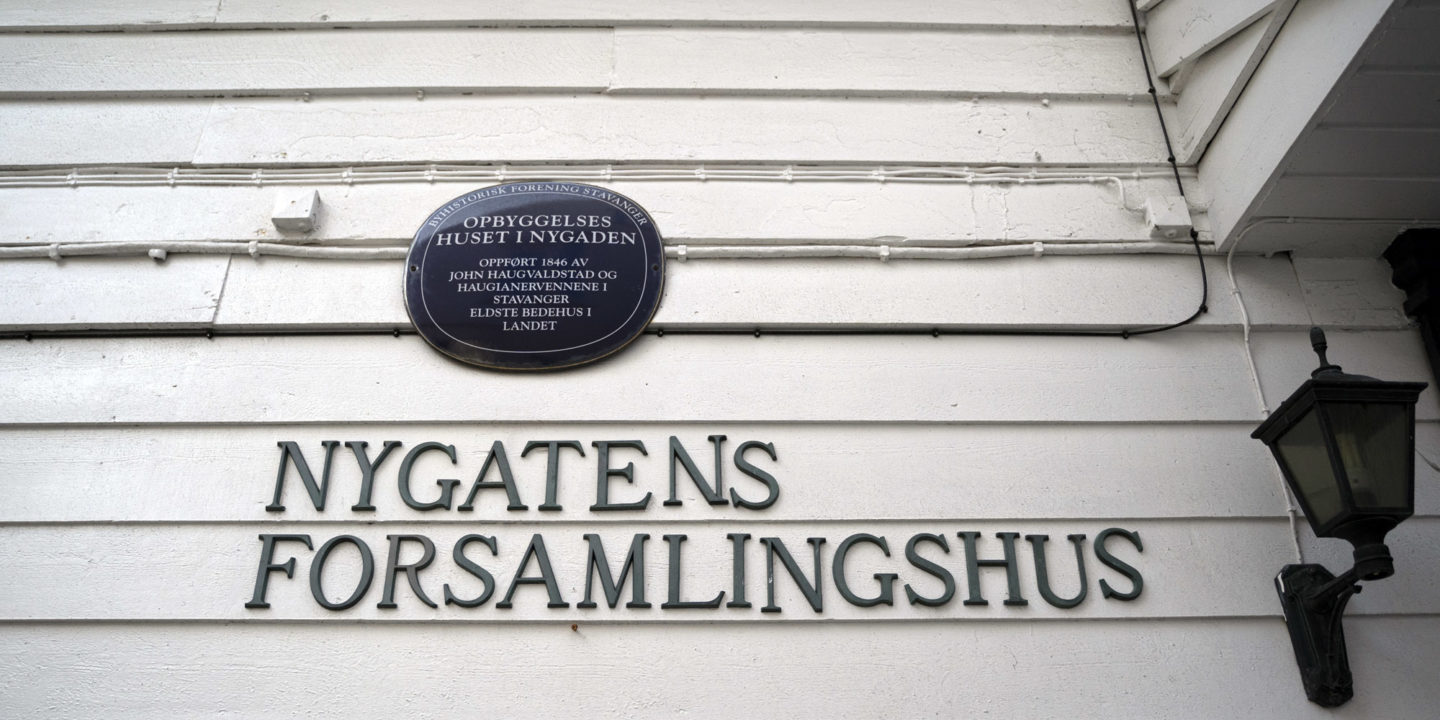 BYHISTORISK FORENING STAVANGER
OPBYGGELSES
HUSET I NYGADEN
OPPFØRT 1846 AV
JOHN HAUGVALDSTAD OG
HAUGIANERVENNENE I
STAVANGER
ELDSTE BEDEHUS I
LANDET
NYGATENS
FORSAMLINGSHUS